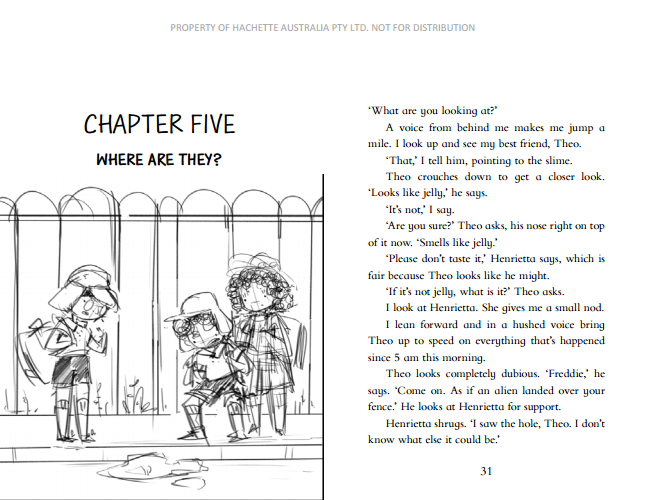 PROPERTY OF HACHETTE AUSTRALIA PTY LTD. NOT FOR DISTRIBUTION
CHAPTER FIVE
WHERE ARE THEY?
‘What are you looking at?’
A voice from behind me makes me jump a
mile. I look up and see my best friend, Theo.
‘That,’ I tell him, pointing to the slime.
Theo crouches down to get a closer look.
‘Looks like jelly,’ he says.
‘It’s not,’ I say.
‘Are you sure?’ Theo asks, his nose right on top
of it now. ‘Smells like jelly.’
‘Please don’t taste it,’ Henrietta says, which is
fair because Theo looks like he might.
‘If it’s not jelly, what is it?’ Theo asks.
I look at Henrietta. She gives me a small nod.
I lean forward and in a hushed voice bring
Theo up to speed on everything that’s happened
since 5 am this morning.
Theo looks completely dubious. ‘Freddie,’ he
says. ‘Come on. As if an alien landed over your
fence.’ He looks at Henrietta for support.
Henrietta shrugs. ‘I saw the hole, Theo. I don’t
know what else it could be.’
31